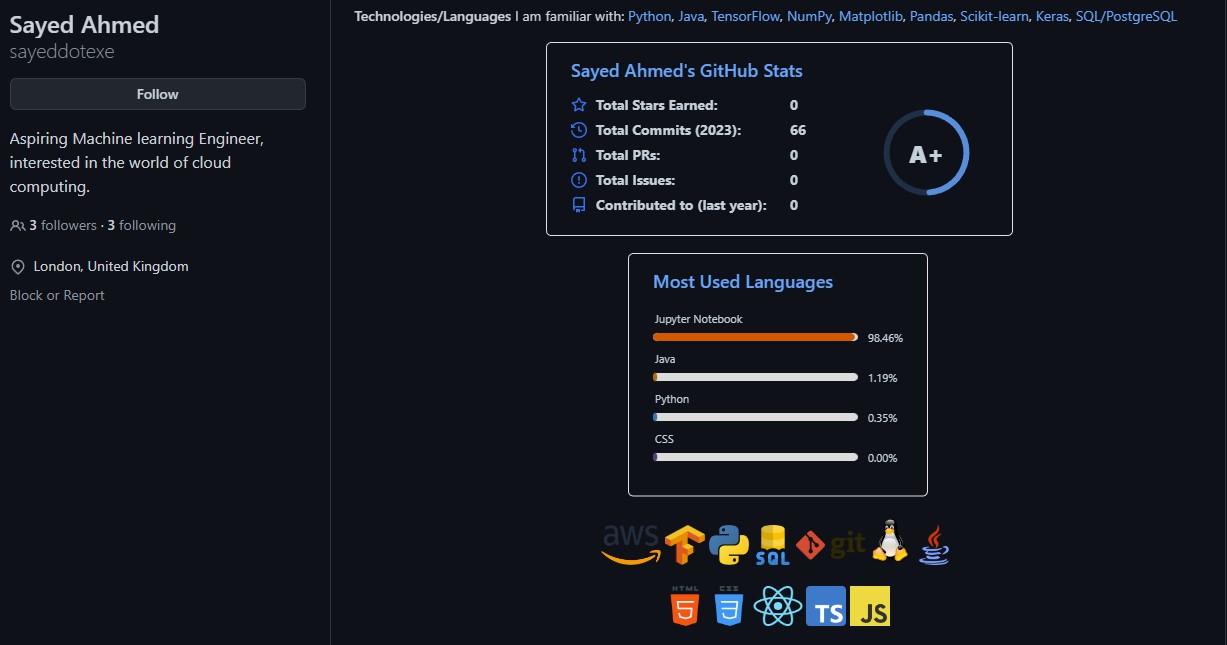 Sayed Ahmed
sayeddotexe
Follow
Aspiring Machine learning Engineer,
interested in the world of cloud
computing.
3 followers · 3 following
London, United Kingdom
Block or Report
Technologies/Languages I am familiar with: Python, Java, TensorFlow, NumPy, Matplotlib, Pandas, Scikit-learn, Keras, SQL/PostgreSQL
Sayed Ahmed's GitHub Stats
Total Stars Earned: 0
Total Commits (2023): 66
Total PRs: 0
Total Issues: 0
Contributed to (last year): 0
A+
Most Used Languages
Jupyter Notebook
98.46%
Java
1.19%
Python
0.35%
CSS
0.00%
aws SQL git
HTML 5 CSS 3 TS JS